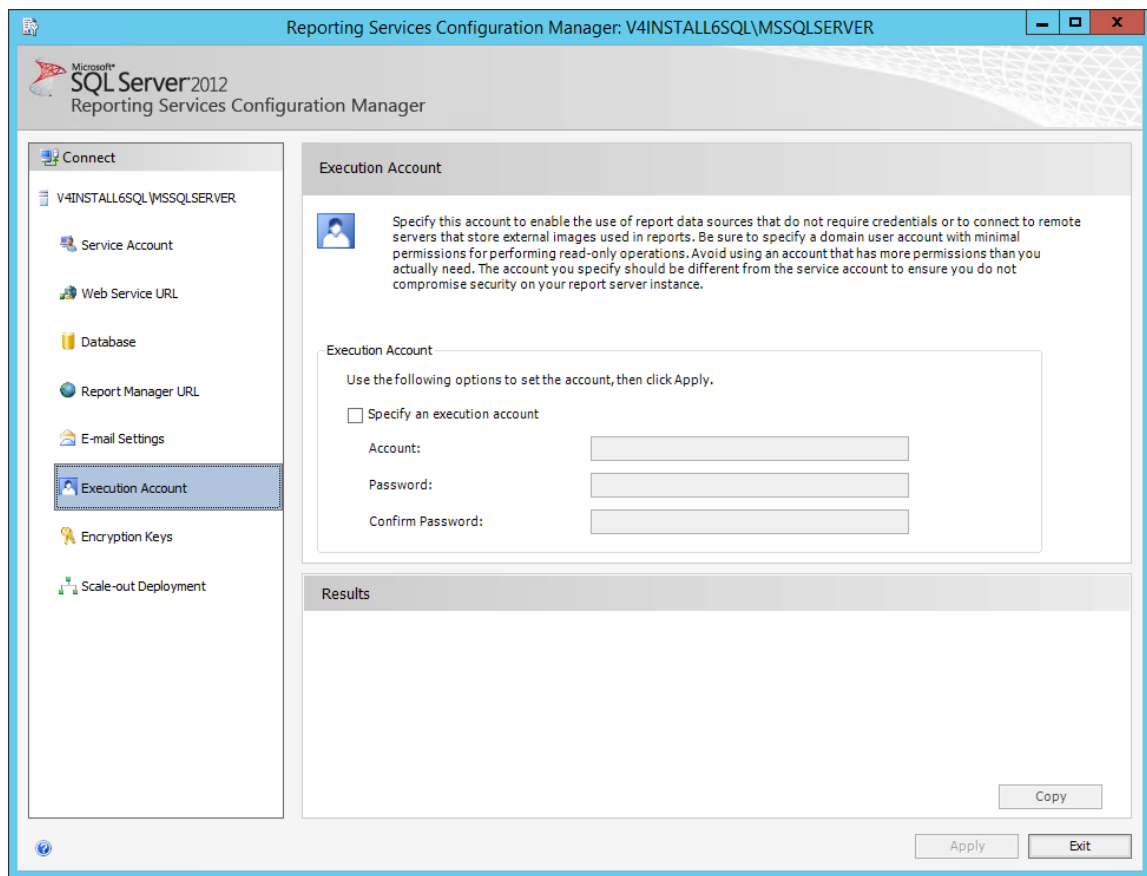 Reporting Services Configuration Manager: V4INSTALL6SQL\MSSQLSERVER
Microsoft®
SQL Server 2012
Reporting Services Configuration Manager
Connect
V4INSTALL6SQL\MSSQLSERVER
Service Account
Web Service URL
Database
Report Manager URL
E-mail Settings
Execution Account
Encryption Keys
Scale-out Deployment
Execution Account
Specify this account to enable the use of report data sources that do not require credentials or to connect to remote
servers that store external images used in reports. Be sure to specify a domain user account with minimal
permissions for performing read-only operations. Avoid using an account that has more permissions than you
actually need. The account you specify should be different from the service account to ensure you do not
compromise security on your report server instance.
Execution Account
Use the following options to set the account, then click Apply.
Specify an execution account
Account:
Password:
Confirm Password:
Results
Copy
Apply
Exit